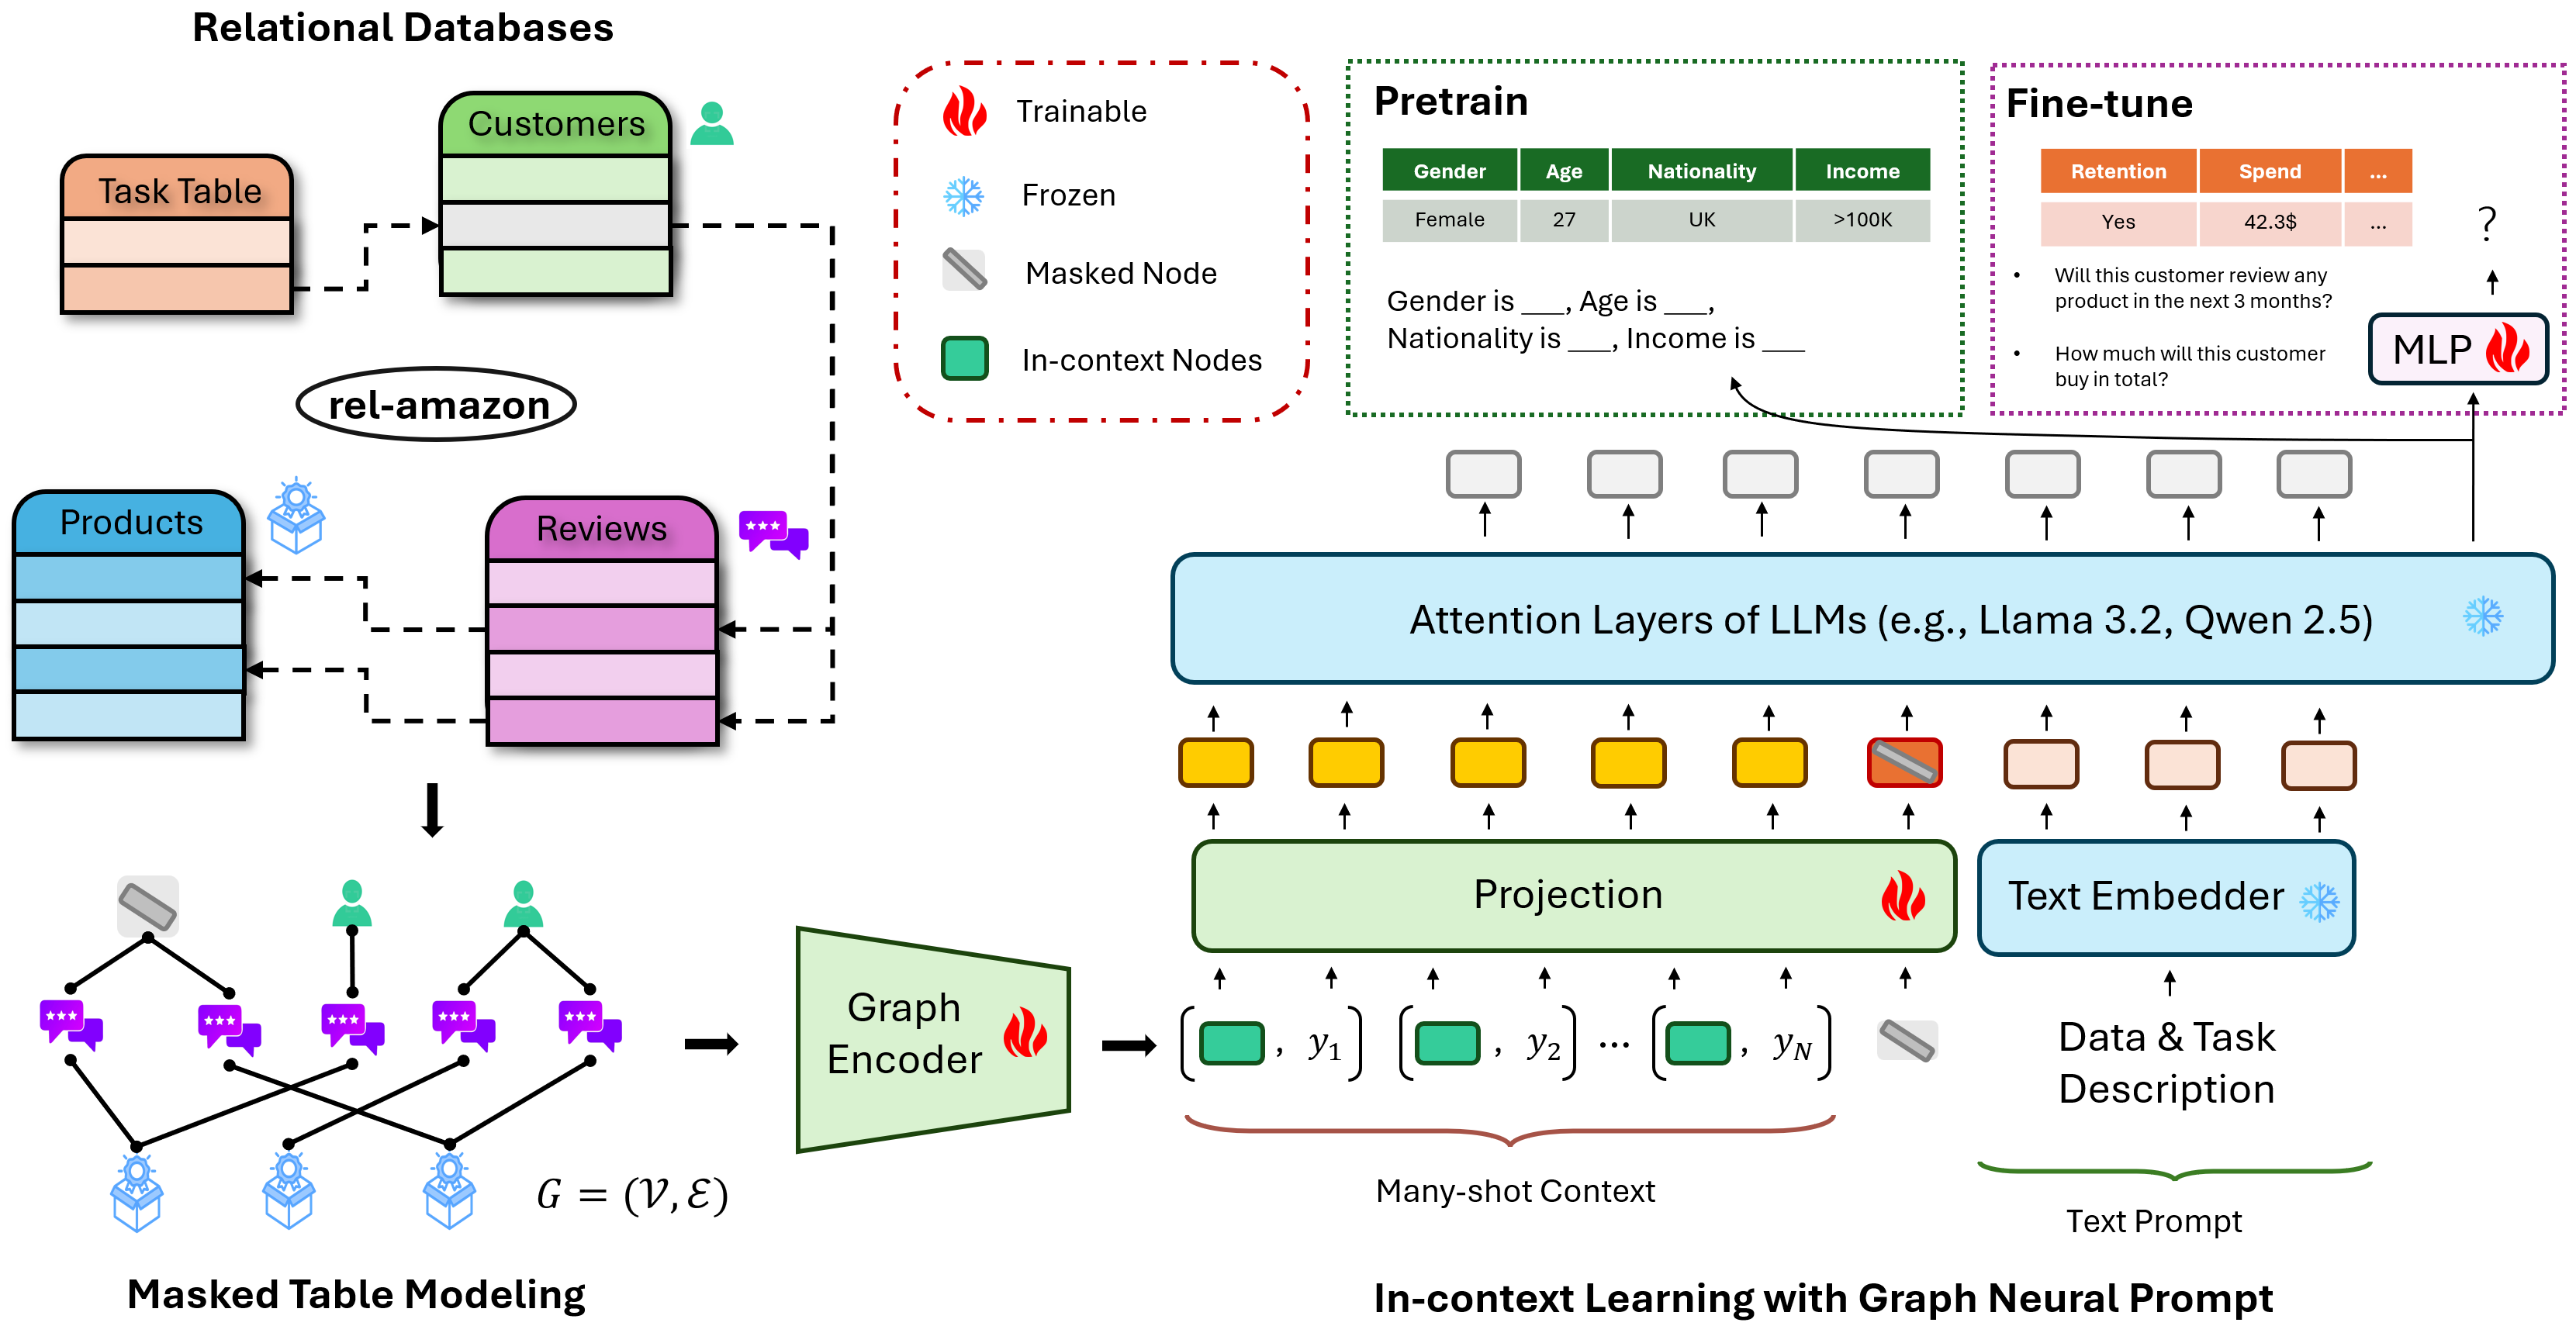 Relational Databases
Task Table
Customers
rel-amazon
Products
Reviews
G = (𝒱, ℰ)
Masked Table Modeling
Trainable
Frozen
Masked Node
In-context Nodes
Pretrain
Gender Age Nationality Income
Female 27 UK >100K
Gender is ___, Age is ___,
Nationality is ___, Income is ___
Fine-tune
Retention Spend ...
Yes 42.3$ ...
• Will this customer review any
product in the next 3 months?
• How much will this customer
buy in total?
?
MLP
Attention Layers of LLMs (e.g., Llama 3.2, Qwen 2.5)
Projection
Text Embedder
Graph
Encoder
( , y₁) ( , y₂) ... ( , y_N)
Data & Task
Description
Many-shot Context
Text Prompt
In-context Learning with Graph Neural Prompt